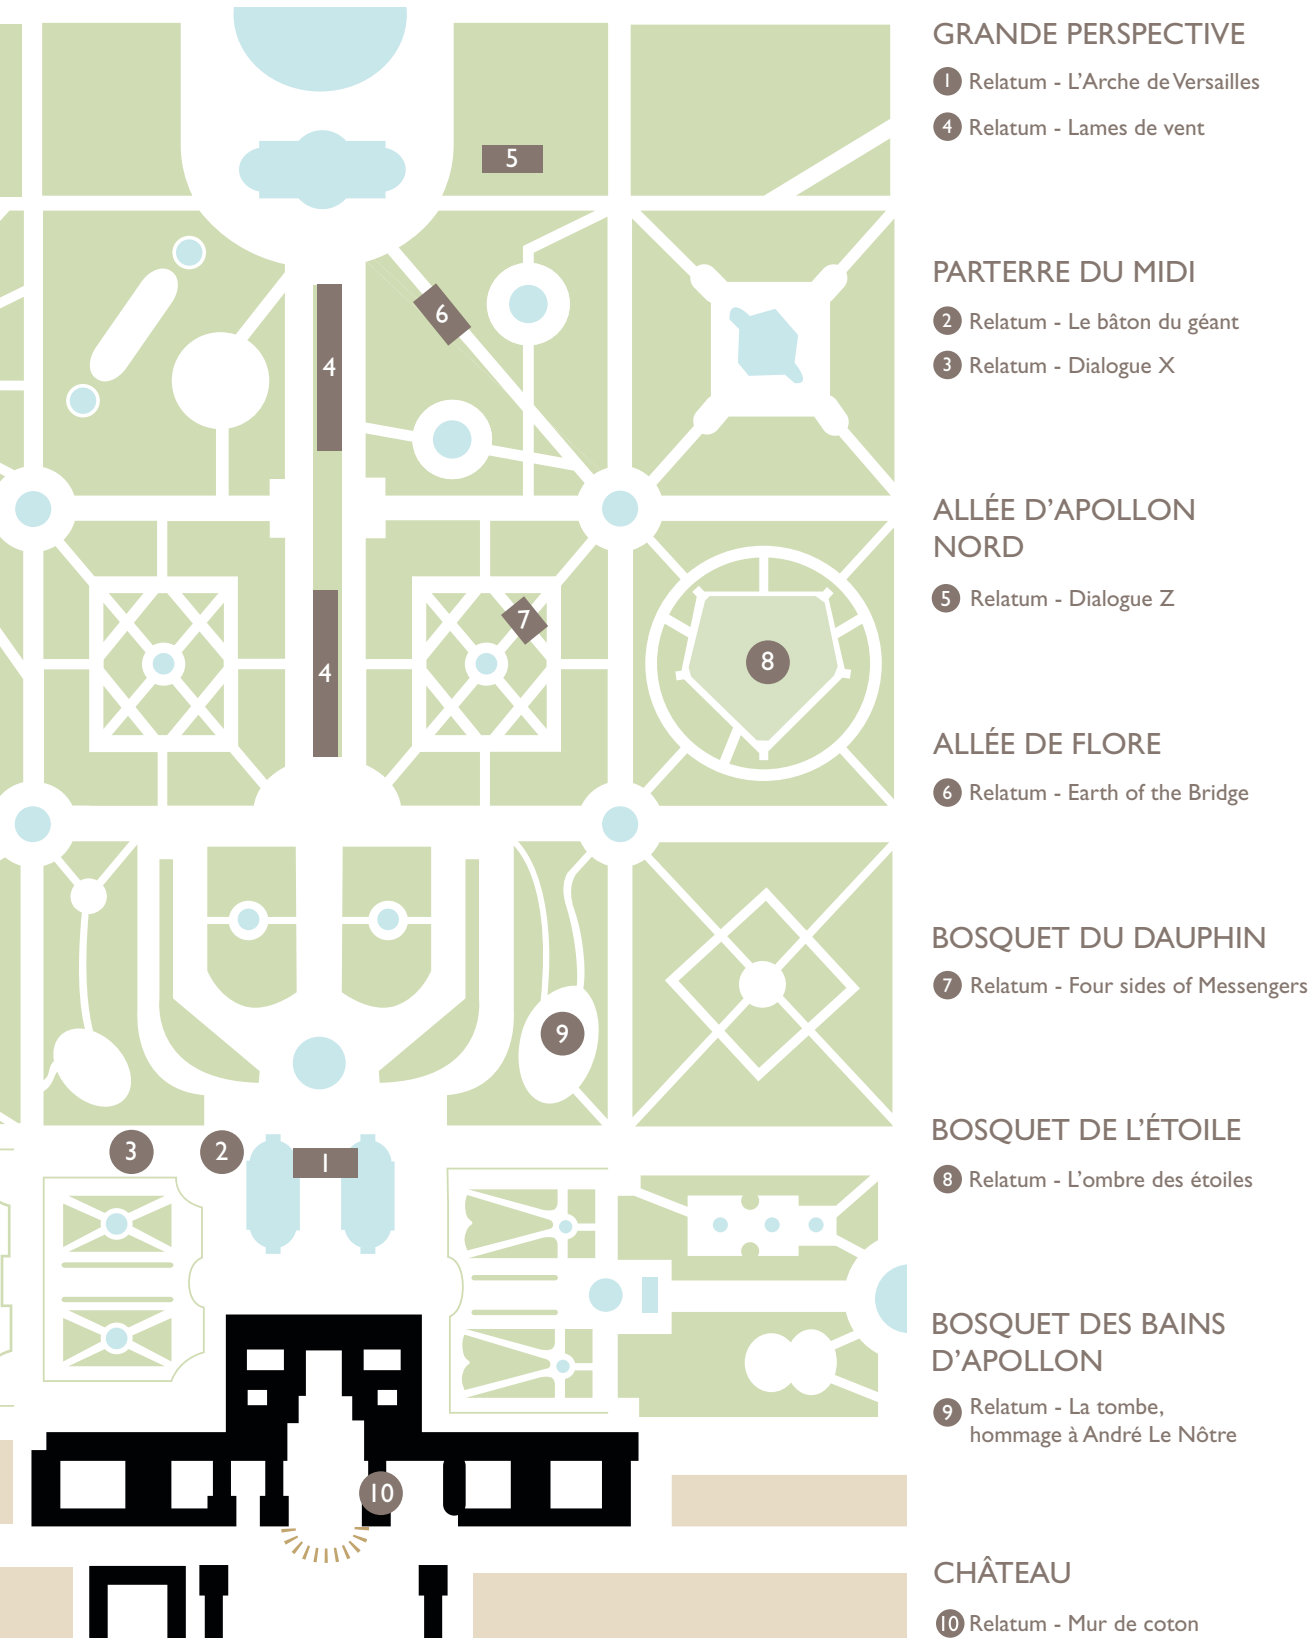 GRANDE PERSPECTIVE
1 Relatum - L’Arche de Versailles
4 Relatum - Lames de vent
PARTERRE DU MIDI
2 Relatum - Le bâton du géant
3 Relatum - Dialogue X
ALLÉE D’APOLLON
NORD
5 Relatum - Dialogue Z
ALLÉE DE FLORE
6 Relatum - Earth of the Bridge
BOSQUET DU DAUPHIN
7 Relatum - Four sides of Messengers
BOSQUET DE L’ÉTOILE
8 Relatum - L’ombre des étoiles
BOSQUET DES BAINS
D’APOLLON
9 Relatum - La tombe,
hommage à André Le Nôtre
CHÂTEAU
10 Relatum - Mur de coton
5
6
4
7
8
4
9
3
2
1
10